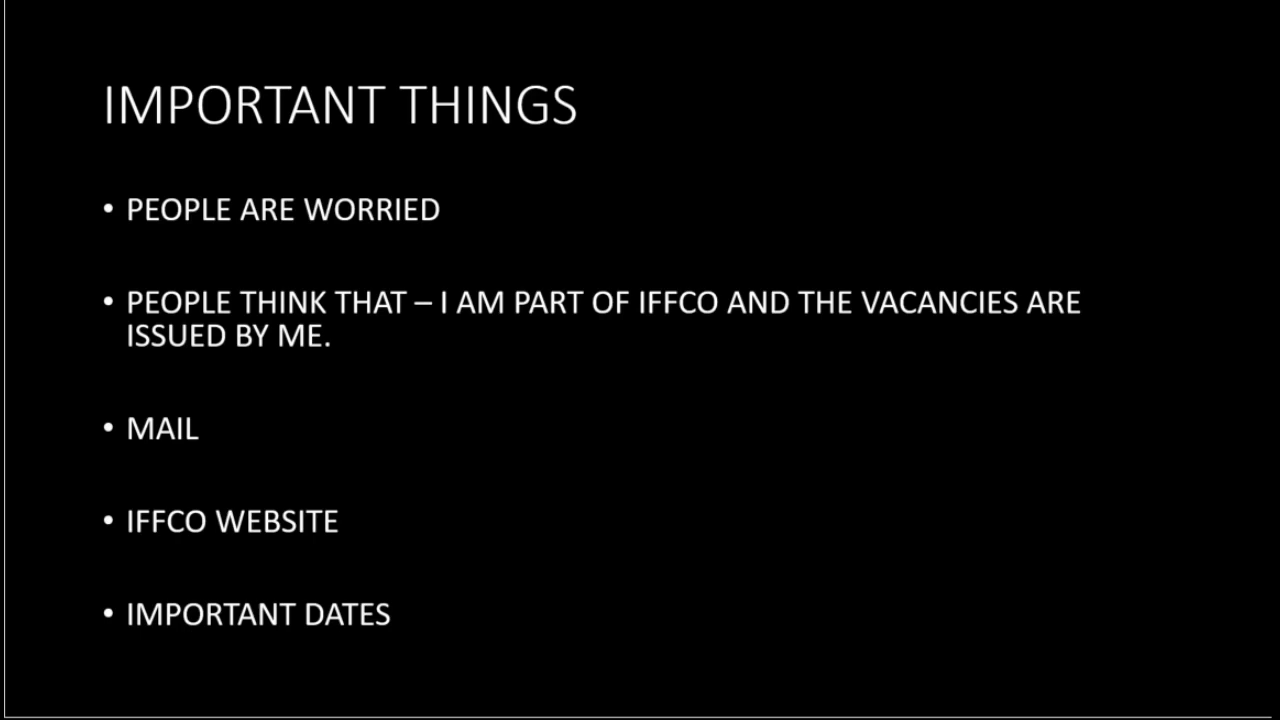 IMPORTANT THINGS
• PEOPLE ARE WORRIED
• PEOPLE THINK THAT – I AM PART OF IFFCO AND THE VACANCIES ARE
ISSUED BY ME.
• MAIL
• IFFCO WEBSITE
• IMPORTANT DATES